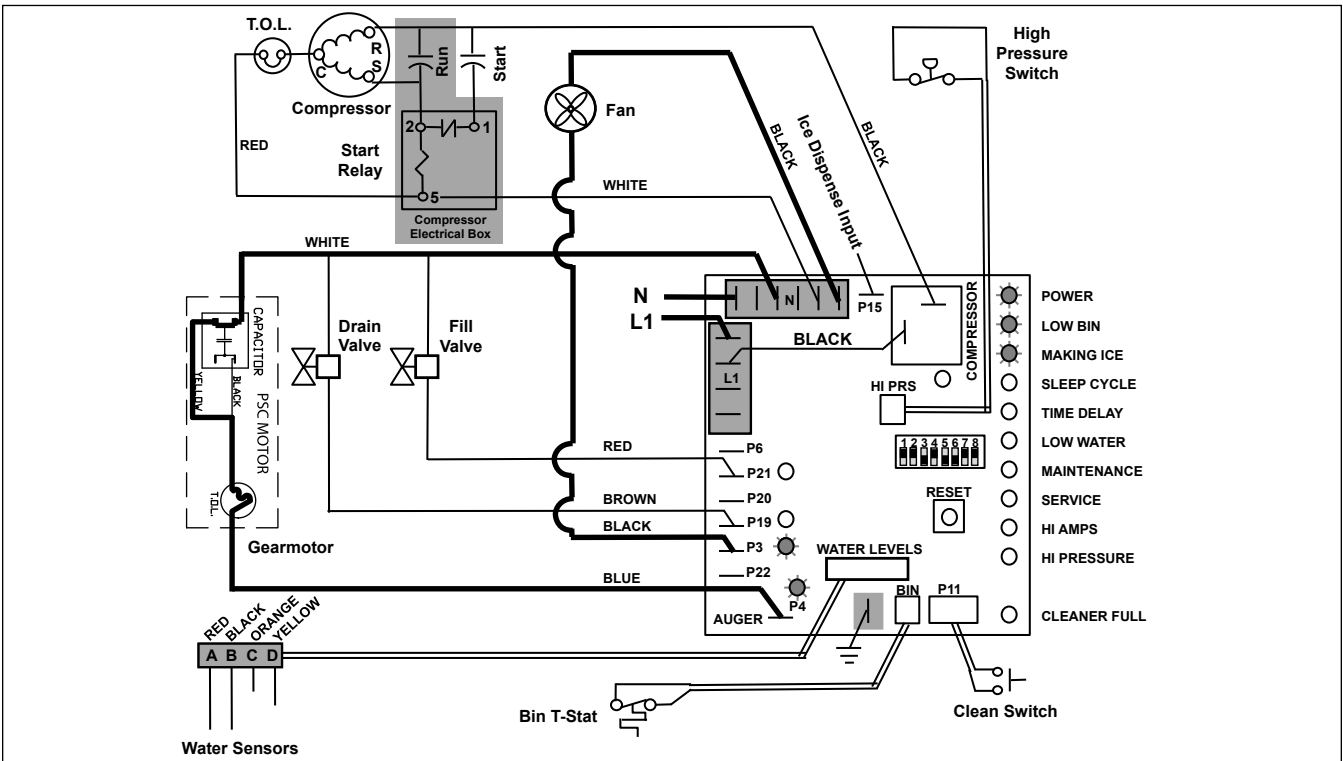 T.O.L.
R
S
C
Compressor
Run
Start
RED
2
1
5
Start
Relay
Compressor
Electrical Box
Fan
BLACK
Ice Dispense Input
BLACK
High
Pressure
Switch
WHITE
WHITE
CAPACITOR
YELLOW
BLACK
PSC MOTOR
T.O.L.
Gearmotor
Drain
Valve
Fill
Valve
N
L1
N
P15
L1
BLACK
COMPRESSOR
HI PRS
1 2 3 4 5 6 7 8
RESET
RED
P6
P21
P20
BROWN
P19
BLACK
P3
P22
BLUE
P4
AUGER
WATER LEVELS
BIN
P11
POWER
LOW BIN
MAKING ICE
SLEEP CYCLE
TIME DELAY
LOW WATER
MAINTENANCE
SERVICE
HI AMPS
HI PRESSURE
CLEANER FULL
RED
BLACK
ORANGE
YELLOW
A B C D
Water Sensors
Bin T-Stat
Clean Switch